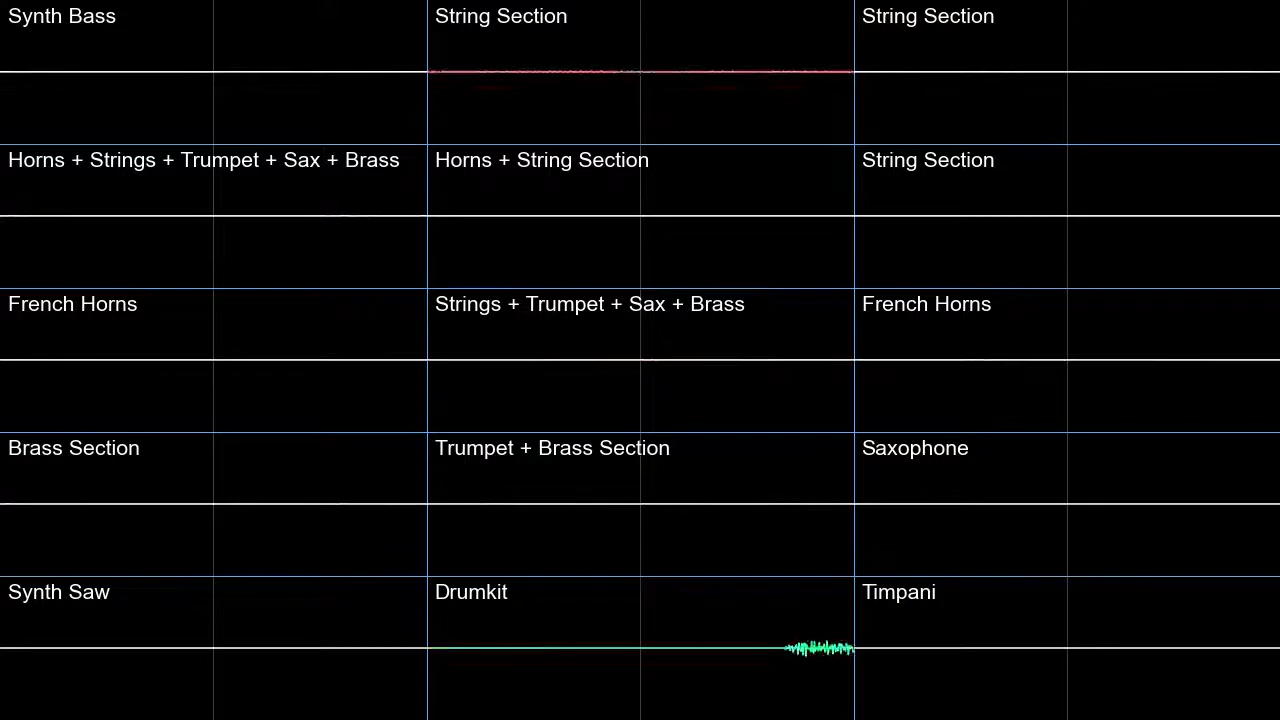 Synth Bass
String Section
String Section
Horns + Strings + Trumpet + Sax + Brass
Horns + String Section
String Section
French Horns
Strings + Trumpet + Sax + Brass
French Horns
Brass Section
Trumpet + Brass Section
Saxophone
Synth Saw
Drumkit
Timpani